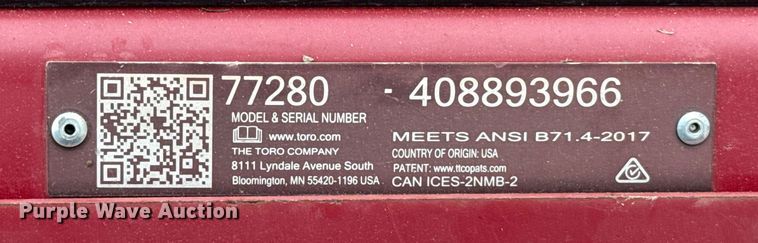 77280 - 408893966
MODEL & SERIAL NUMBER
www.toro.com
THE TORO COMPANY
8111 Lyndale Avenue South
Bloomington, MN 55420-1196 USA
MEETS ANSI B71.4-2017
COUNTRY OF ORIGIN: USA
PATENT: www.ttcopats.com
CAN ICES-2NMB-2
Purple Wave Auction